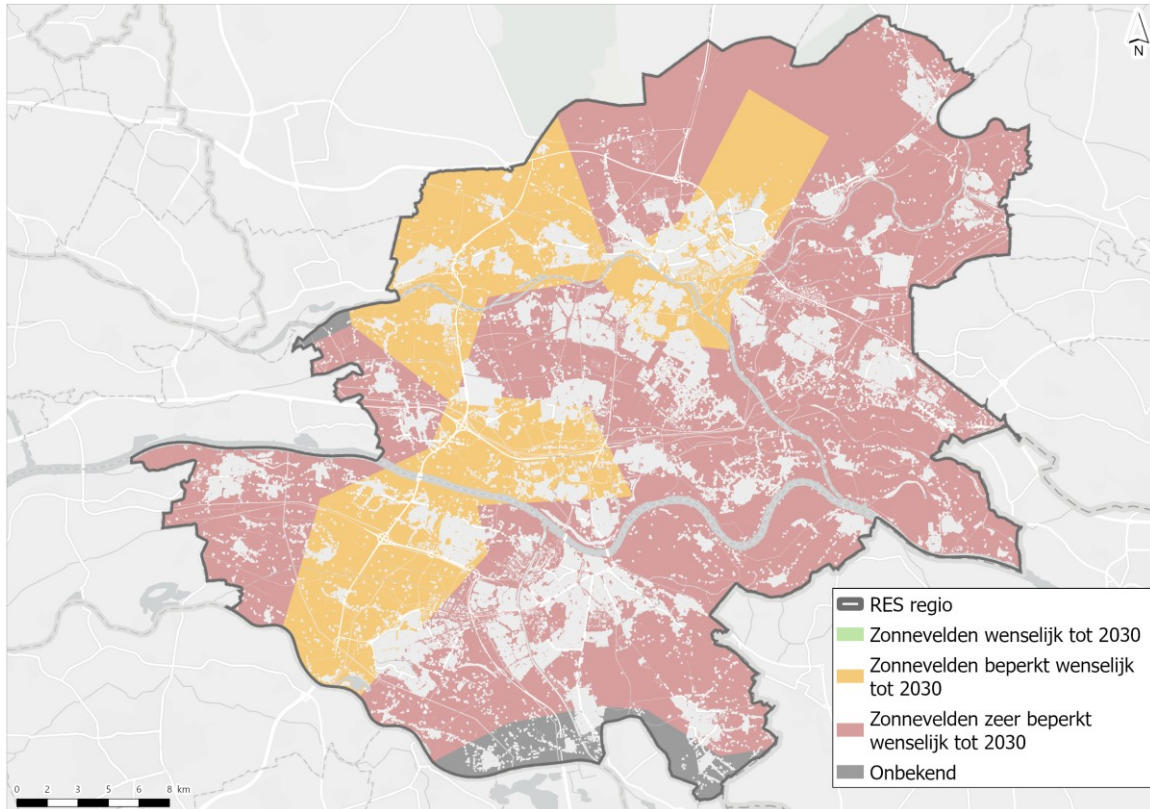 N
RES regio
Zonnevelden wenselijk tot 2030
Zonnevelden beperkt wenselijk
tot 2030
Zonnevelden zeer beperkt
wenselijk tot 2030
Onbekend
0 2 3 5 6 8 km